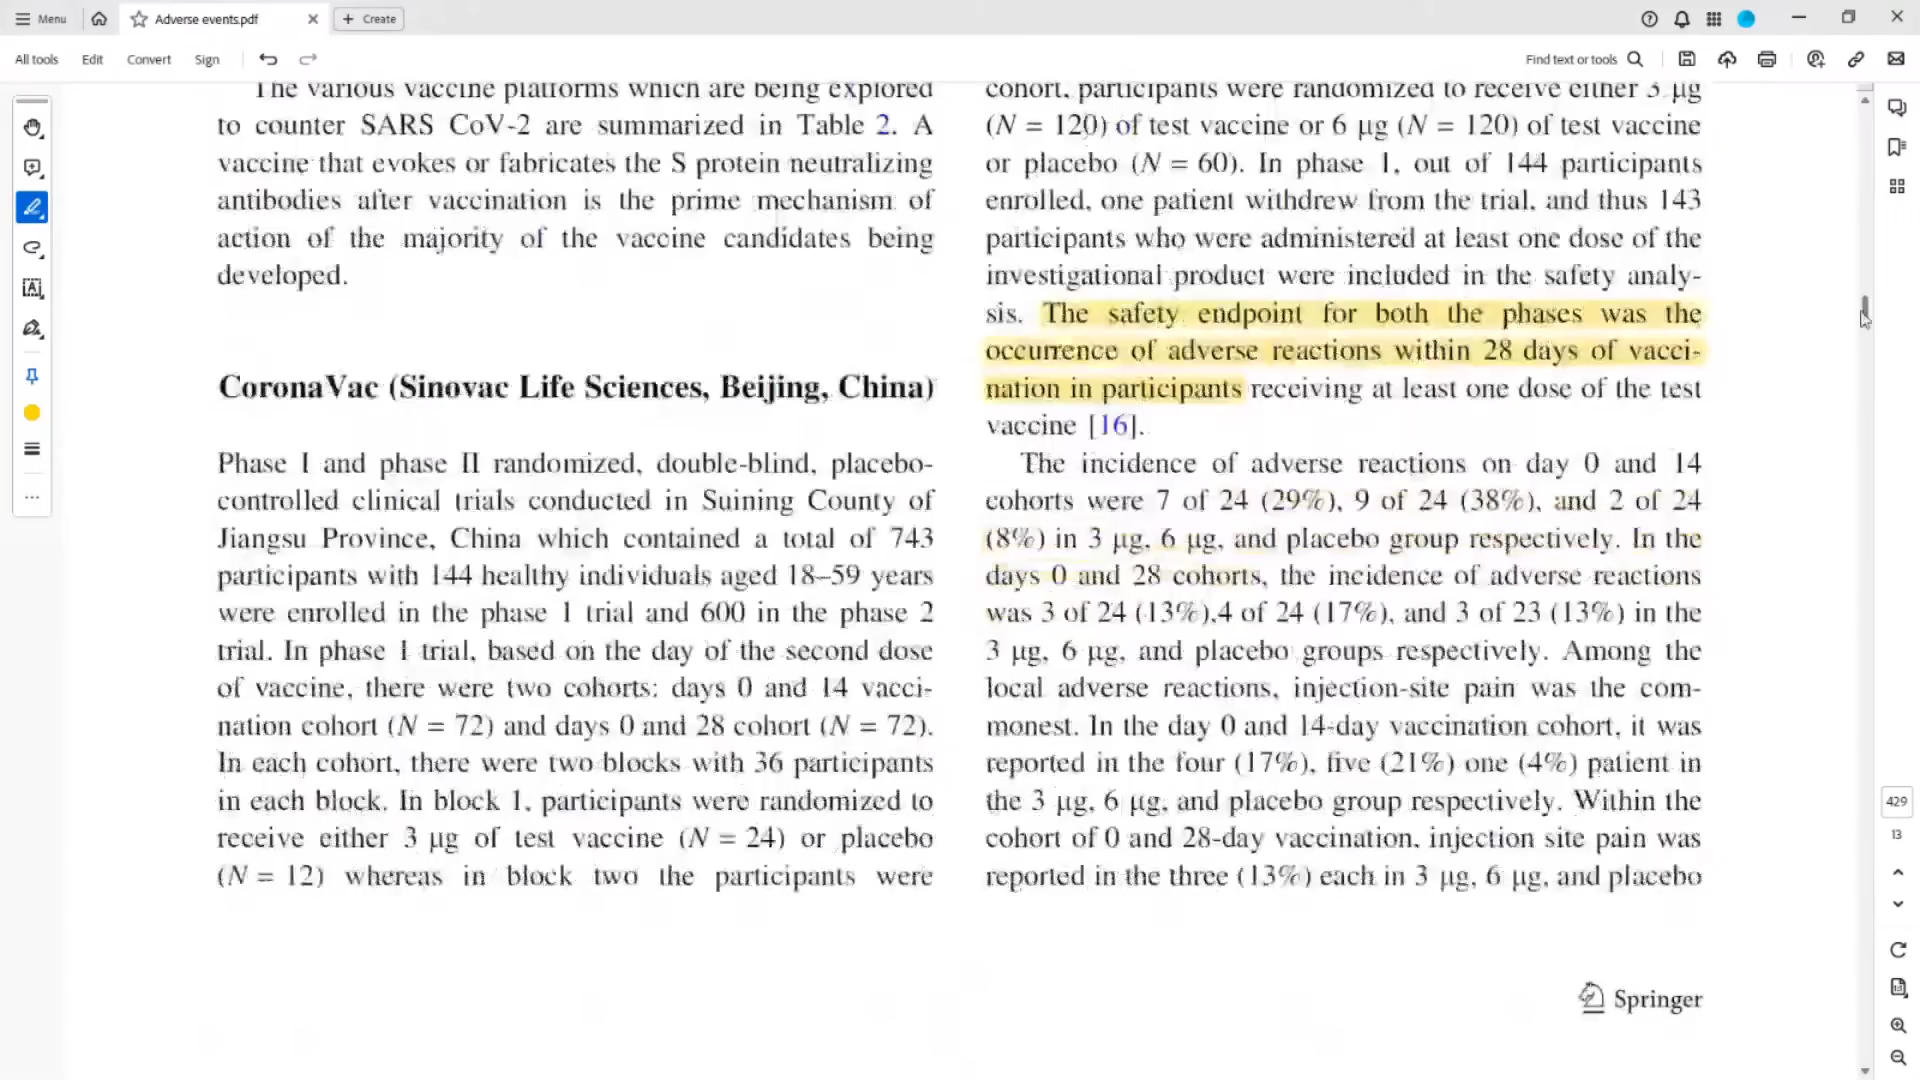 Menu
Adverse events.pdf
Create
All tools
Edit
Convert
Sign
Find text or tools
The various vaccine platforms which are being explored
to counter SARS CoV-2 are summarized in Table 2. A
vaccine that evokes or fabricates the S protein neutralizing
antibodies after vaccination is the prime mechanism of
action of the majority of the vaccine candidates being
developed.
CoronaVac (Sinovac Life Sciences, Beijing, China)
Phase I and phase II randomized, double-blind, placebo-
controlled clinical trials conducted in Suining County of
Jiangsu Province, China which contained a total of 743
participants with 144 healthy individuals aged 18–59 years
were enrolled in the phase 1 trial and 600 in the phase 2
trial. In phase 1 trial, based on the day of the second dose
of vaccine, there were two cohorts: days 0 and 14 vacci-
nation cohort (N = 72) and days 0 and 28 cohort (N = 72).
In each cohort, there were two blocks with 36 participants
in each block. In block 1, participants were randomized to
receive either 3 μg of test vaccine (N = 24) or placebo
(N = 12) whereas in block two the participants were
cohort, participants were randomized to receive either 3 μg
(N = 120) of test vaccine or 6 μg (N = 120) of test vaccine
or placebo (N = 60). In phase 1, out of 144 participants
enrolled, one patient withdrew from the trial, and thus 143
participants who were administered at least one dose of the
investigational product were included in the safety analy-
sis. The safety endpoint for both the phases was the
occurrence of adverse reactions within 28 days of vacci-
nation in participants receiving at least one dose of the test
vaccine [16].
The incidence of adverse reactions on day 0 and 14
cohorts were 7 of 24 (29%), 9 of 24 (38%), and 2 of 24
(8%) in 3 μg, 6 μg, and placebo group respectively. In the
days 0 and 28 cohorts, the incidence of adverse reactions
was 3 of 24 (13%),4 of 24 (17%), and 3 of 23 (13%) in the
3 μg, 6 μg, and placebo groups respectively. Among the
local adverse reactions, injection-site pain was the com-
monest. In the day 0 and 14-day vaccination cohort, it was
reported in the four (17%), five (21%) one (4%) patient in
the 3 μg, 6 μg, and placebo group respectively. Within the
cohort of 0 and 28-day vaccination, injection site pain was
reported in the three (13%) each in 3 μg, 6 μg, and placebo
Springer
429
13